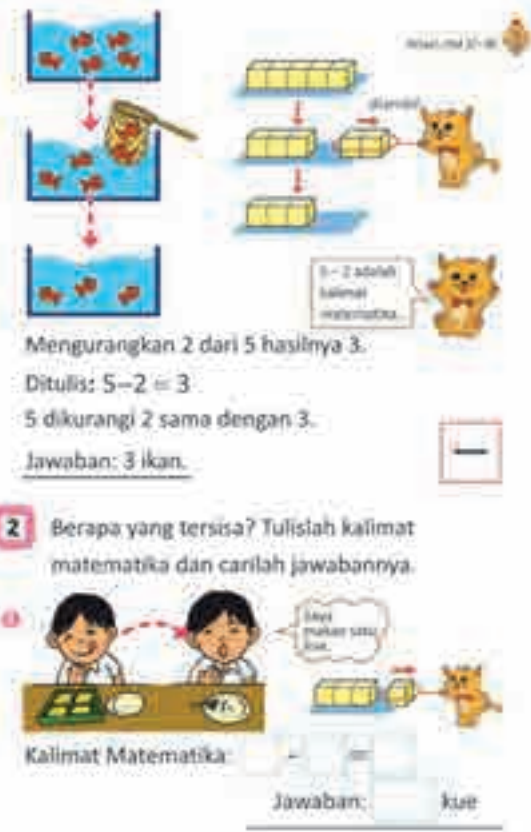 diambil
5 - 2 adalah
kalimat
matematika.
Mengurangkan 2 dari 5 hasilnya 3.
Ditulis: 5-2 = 3
5 dikurangi 2 sama dengan 3.
Jawaban: 3 ikan.
2 Berapa yang tersisa? Tulislah kalimat
matematika dan carilah jawabannya.
Saya
makan satu
kue.
Kalimat Matematika: - =
Jawaban: kue